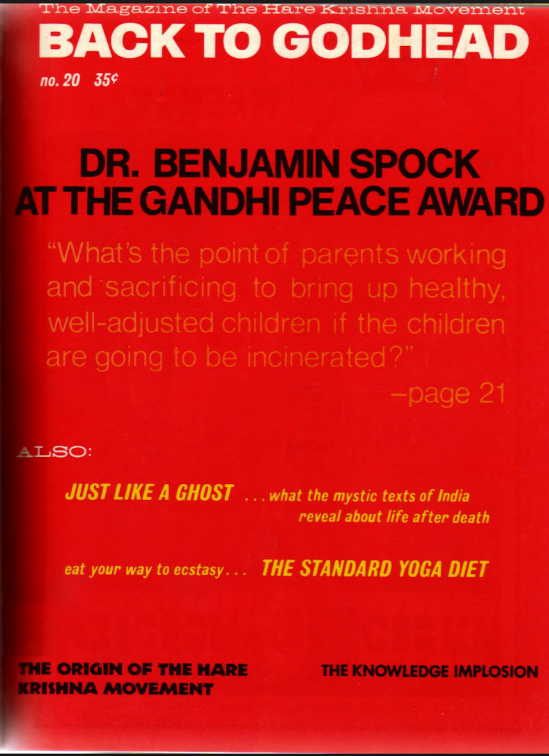 The Magazine of The Hare Krishna Movement
BACK TO GODHEAD
no. 20 35¢
DR. BENJAMIN SPOCK
AT THE GANDHI PEACE AWARD
“What’s the point of parents working
and sacrificing to bring up healthy,
well-adjusted children if the children
are going to be incinerated?”
–page 21
ALSO:
JUST LIKE A GHOST ...what the mystic texts of India
reveal about life after death
eat your way to ecstasy... THE STANDARD YOGA DIET
THE ORIGIN OF THE HARE
KRISHNA MOVEMENT
THE KNOWLEDGE IMPLOSION